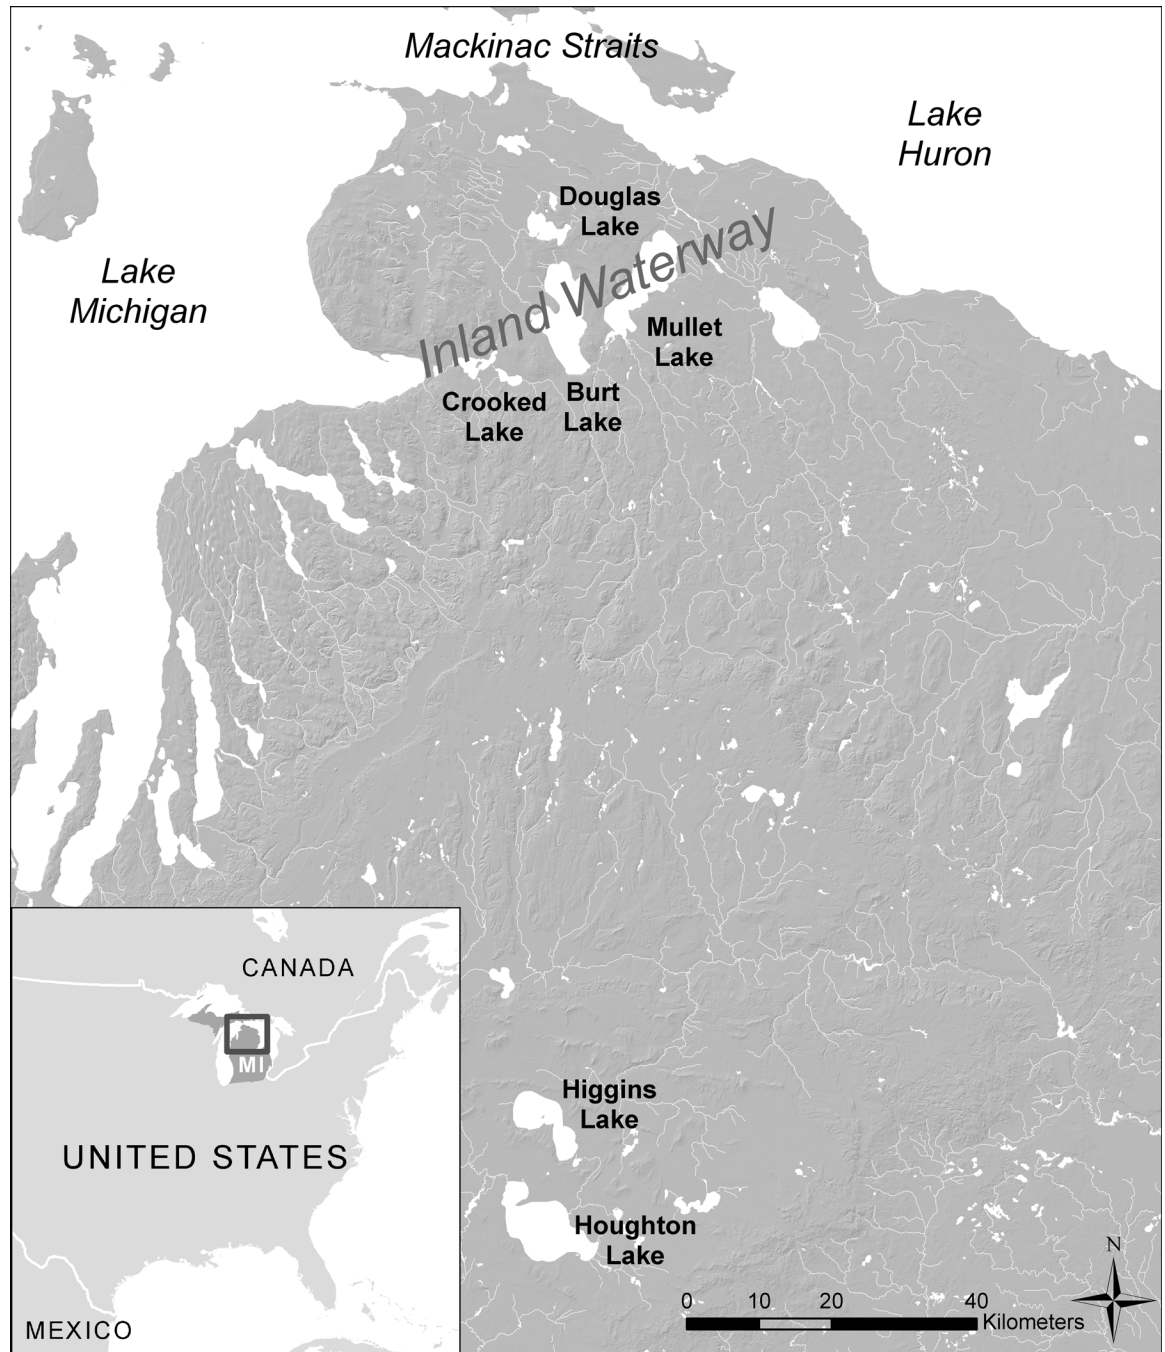 Mackinac Straits
Lake
Huron
Douglas
Lake
Lake
Michigan
Inland Waterway
Mullet
Lake
Crooked
Lake
Burt
Lake
CANADA
MI
UNITED STATES
MEXICO
Higgins
Lake
Houghton
Lake
N
0 10 20 40
Kilometers